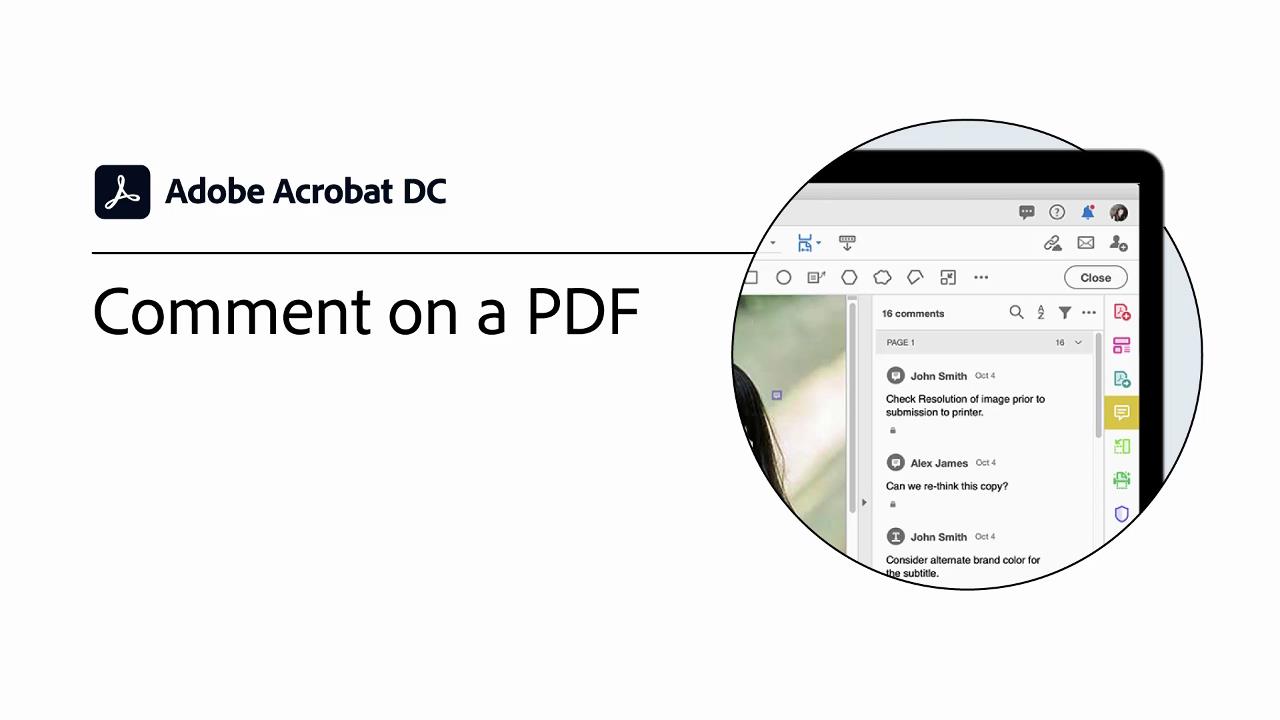 Adobe Acrobat DC
Comment on a PDF
Close
16 comments
PAGE 1
16
John Smith Oct 4
Check Resolution of image prior to
submission to printer.
Alex James Oct 4
Can we re-think this copy?
John Smith Oct 4
Consider alternate brand color for
the subtitle.